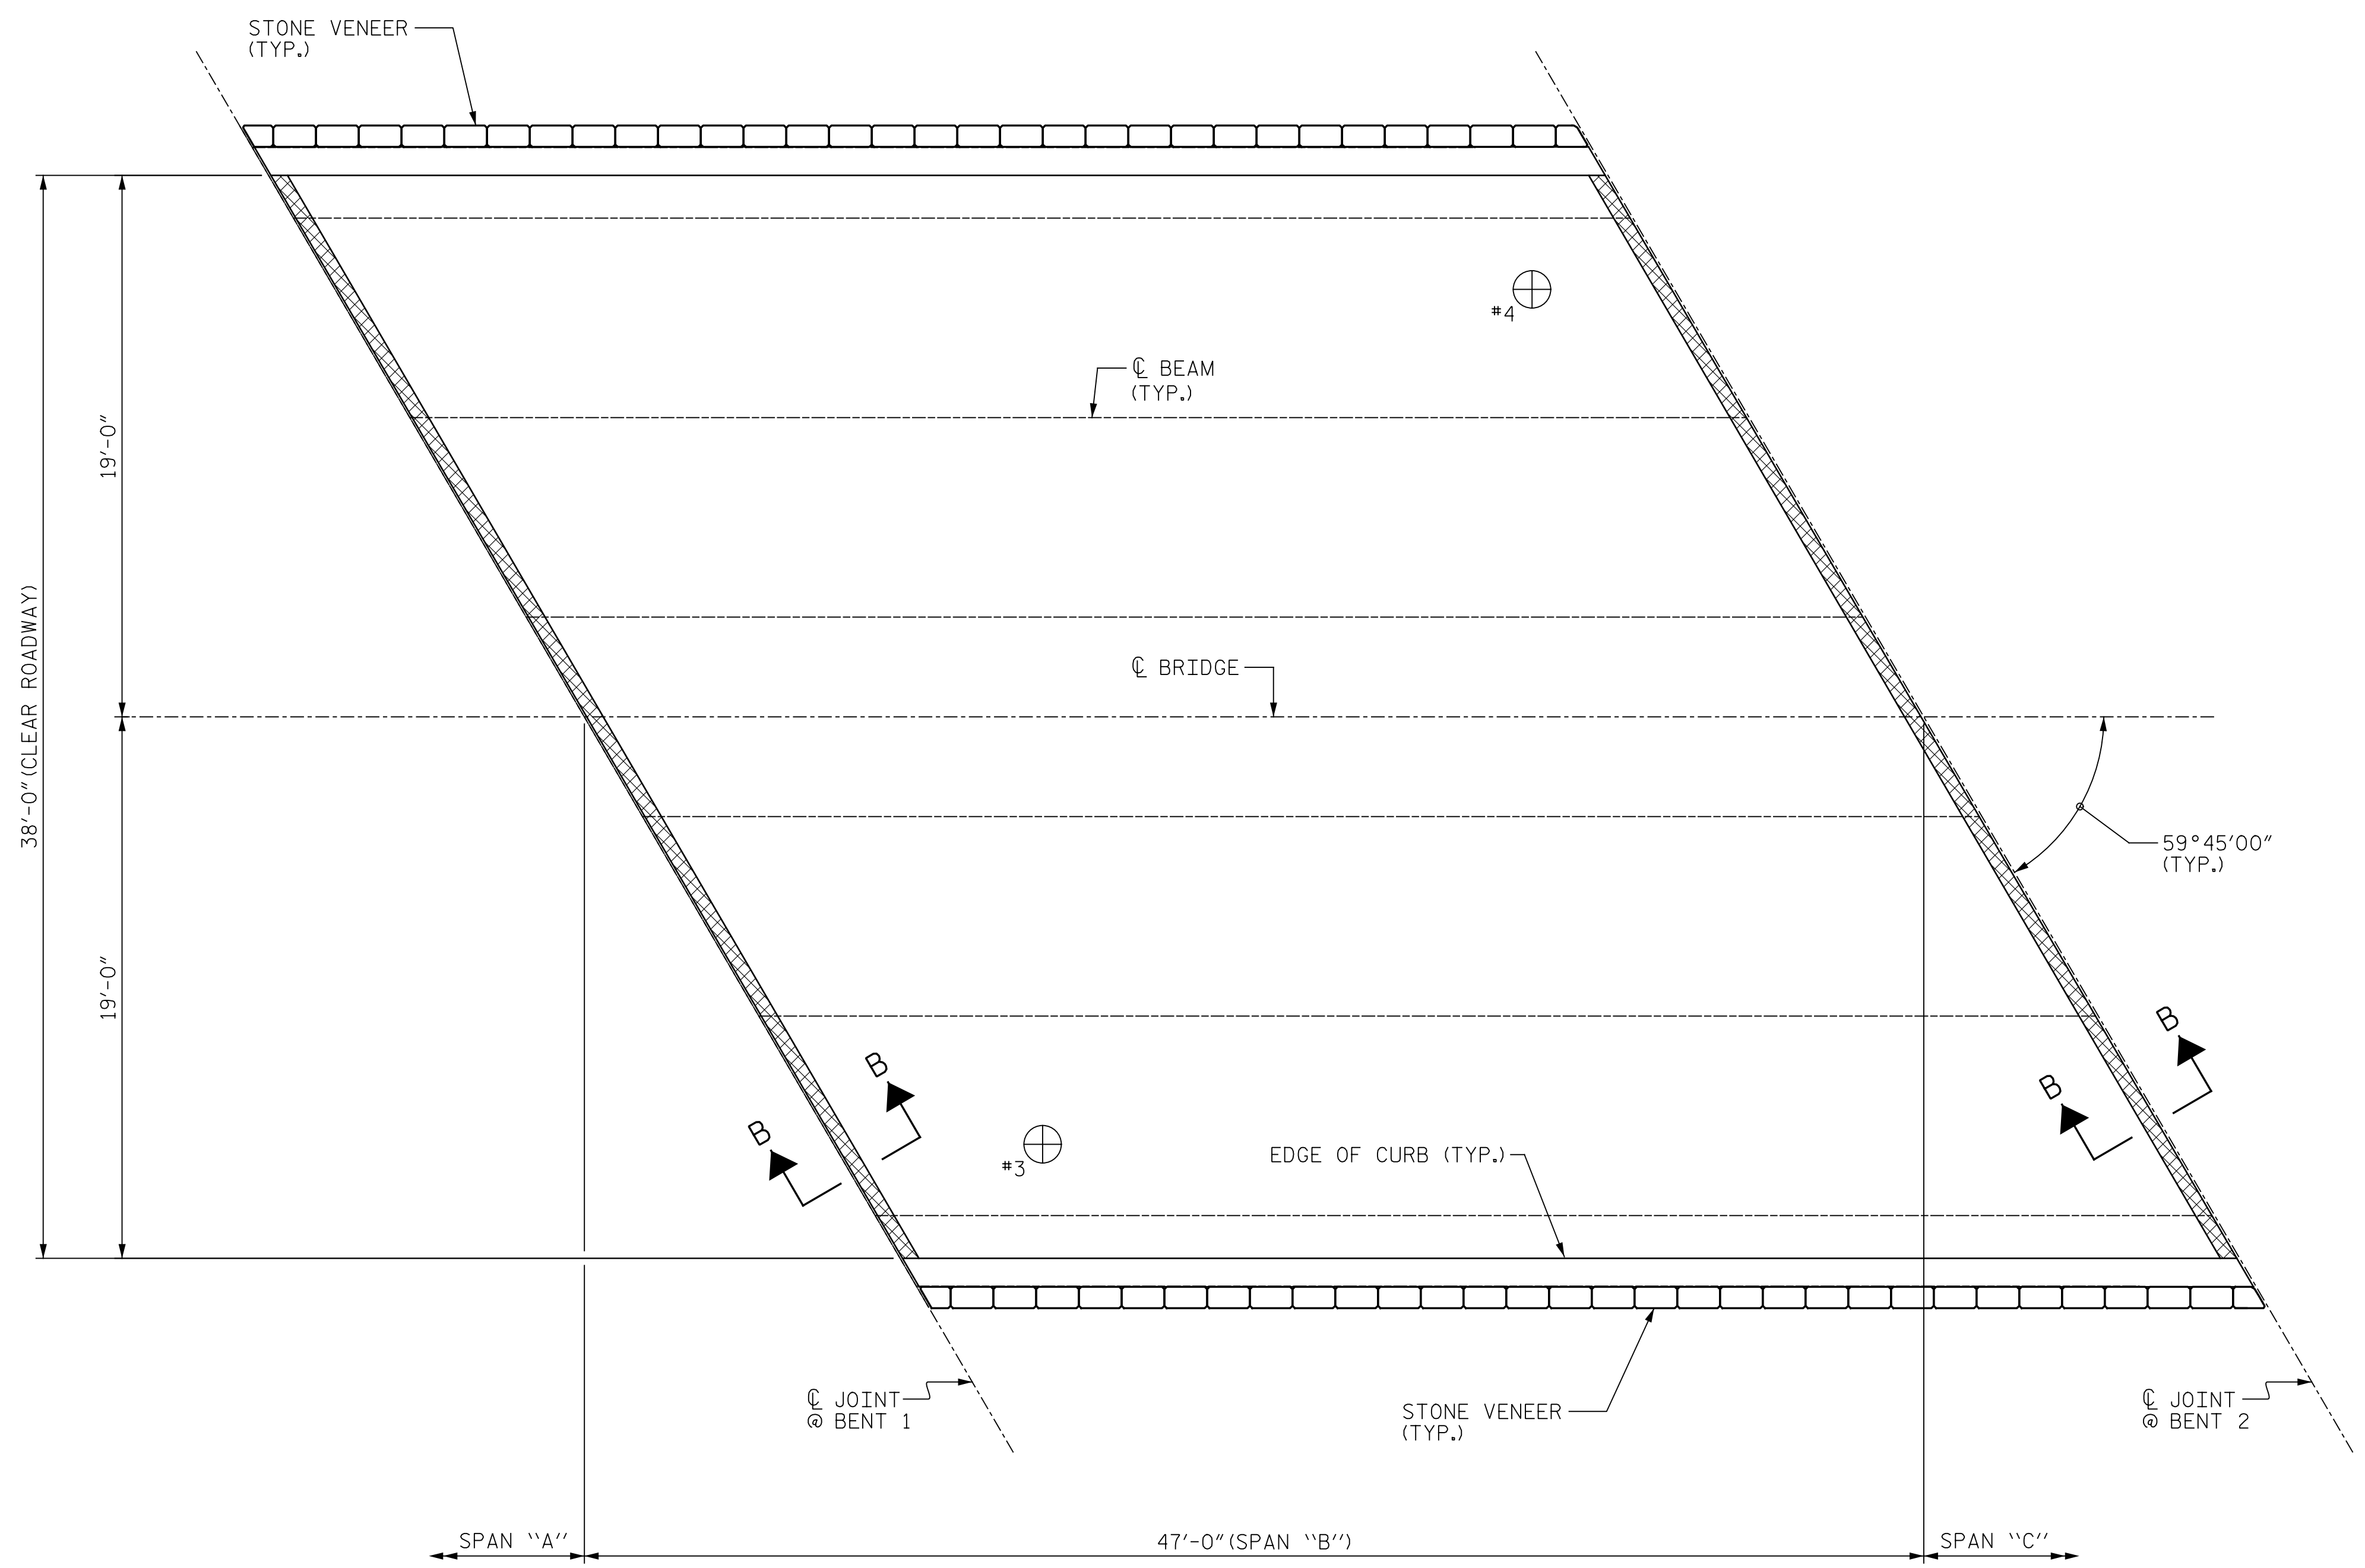 STONE VENEER
(TYP.)
#4
℄ BEAM
(TYP.)
19'-0"
38'-0" (CLEAR ROADWAY)
℄ BRIDGE
59°45'00"
(TYP.)
19'-0"
B
B
B
B
#3
EDGE OF CURB (TYP.)
℄ JOINT
@ BENT 1
STONE VENEER
(TYP.)
℄ JOINT
@ BENT 2
SPAN "A"
47'-0" (SPAN "B")
SPAN "C"